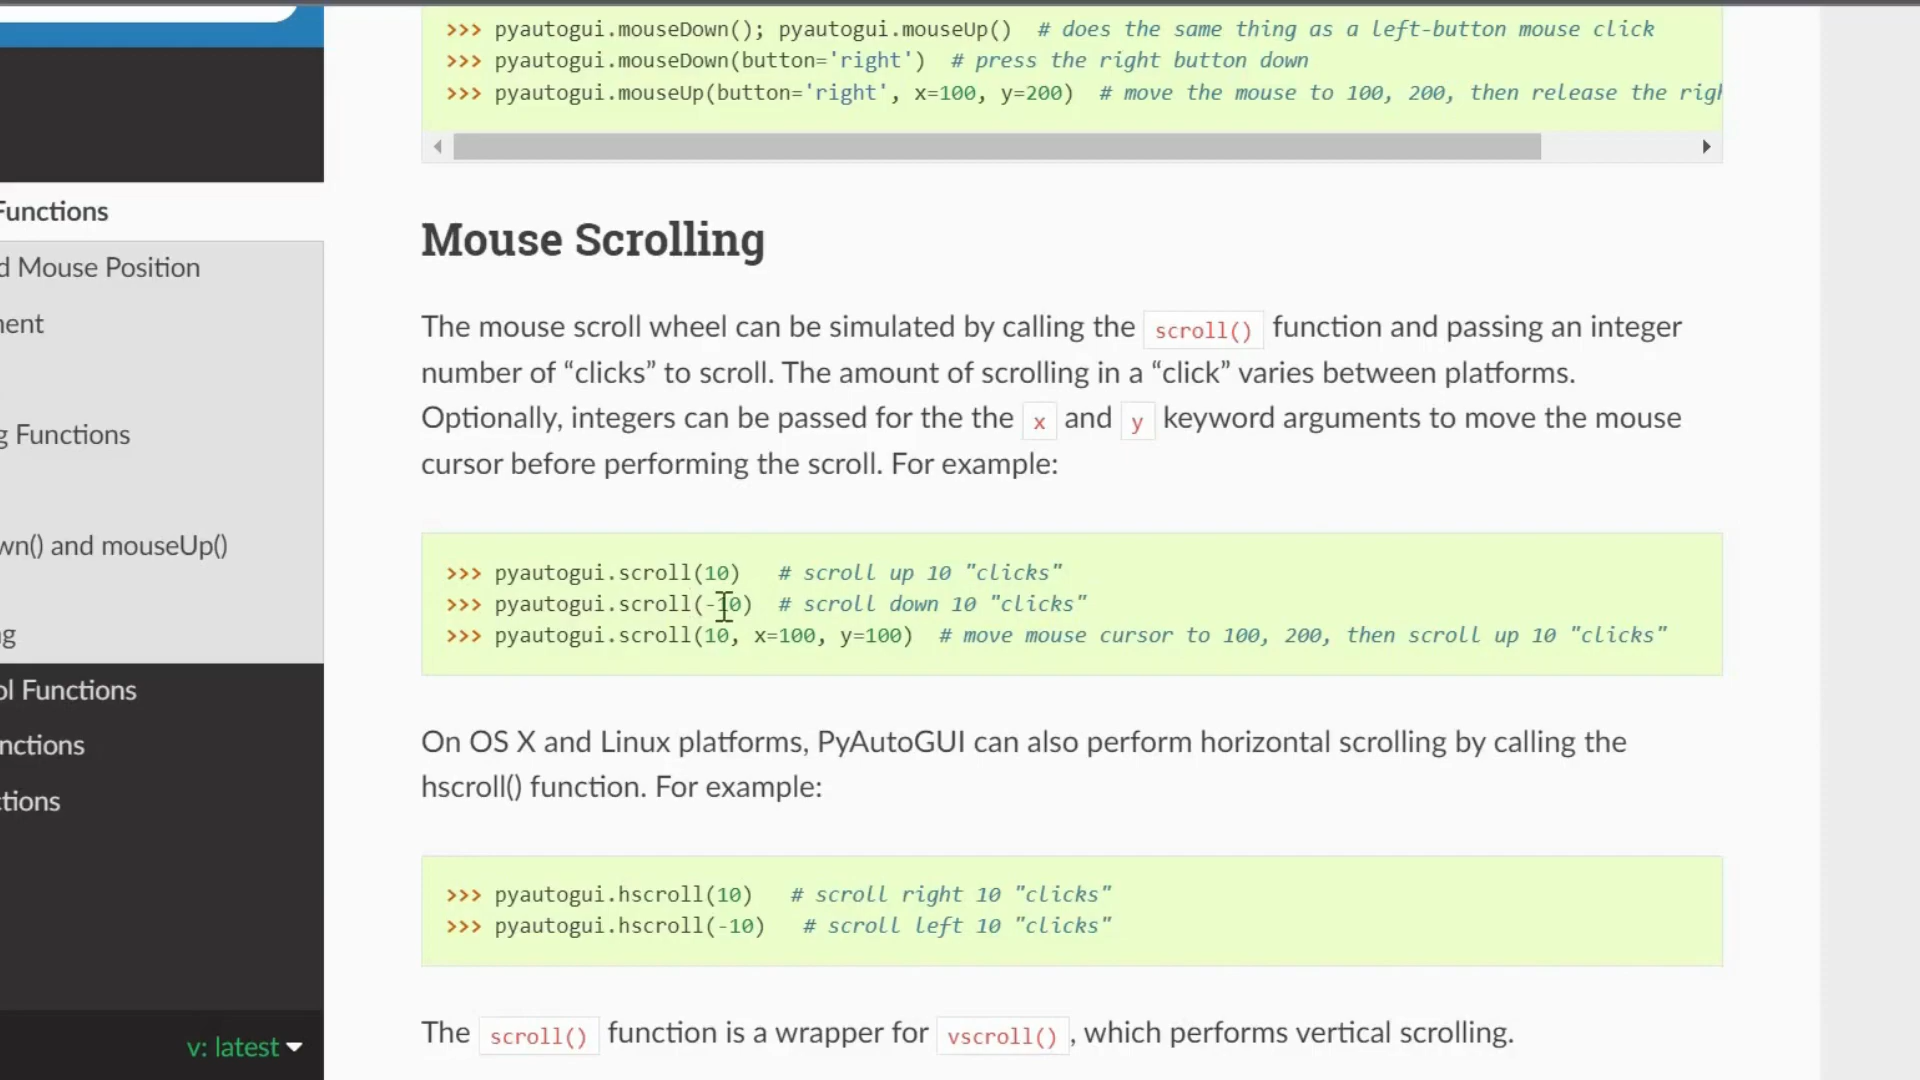 >>> pyautogui.mouseDown(); pyautogui.mouseUp()  # does the same thing as a left-button mouse click
>>> pyautogui.mouseDown(button='right')  # press the right button down
>>> pyautogui.mouseUp(button='right', x=100, y=200)  # move the mouse to 100, 200, then release the righ
Functions
Mouse Scrolling
d Mouse Position
ment
The mouse scroll wheel can be simulated by calling the scroll() function and passing an integer
number of “clicks” to scroll. The amount of scrolling in a “click” varies between platforms.
Optionally, integers can be passed for the the x and y keyword arguments to move the mouse
cursor before performing the scroll. For example:
g Functions
wn() and mouseUp()
g
>>> pyautogui.scroll(10)   # scroll up 10 "clicks"
>>> pyautogui.scroll(-10)  # scroll down 10 "clicks"
>>> pyautogui.scroll(10, x=100, y=100)  # move mouse cursor to 100, 200, then scroll up 10 "clicks"
ol Functions
nctions
ctions
On OS X and Linux platforms, PyAutoGUI can also perform horizontal scrolling by calling the
hscroll() function. For example:
>>> pyautogui.hscroll(10)   # scroll right 10 "clicks"
>>> pyautogui.hscroll(-10)   # scroll left 10 "clicks"
The scroll() function is a wrapper for vscroll(), which performs vertical scrolling.
v: latest